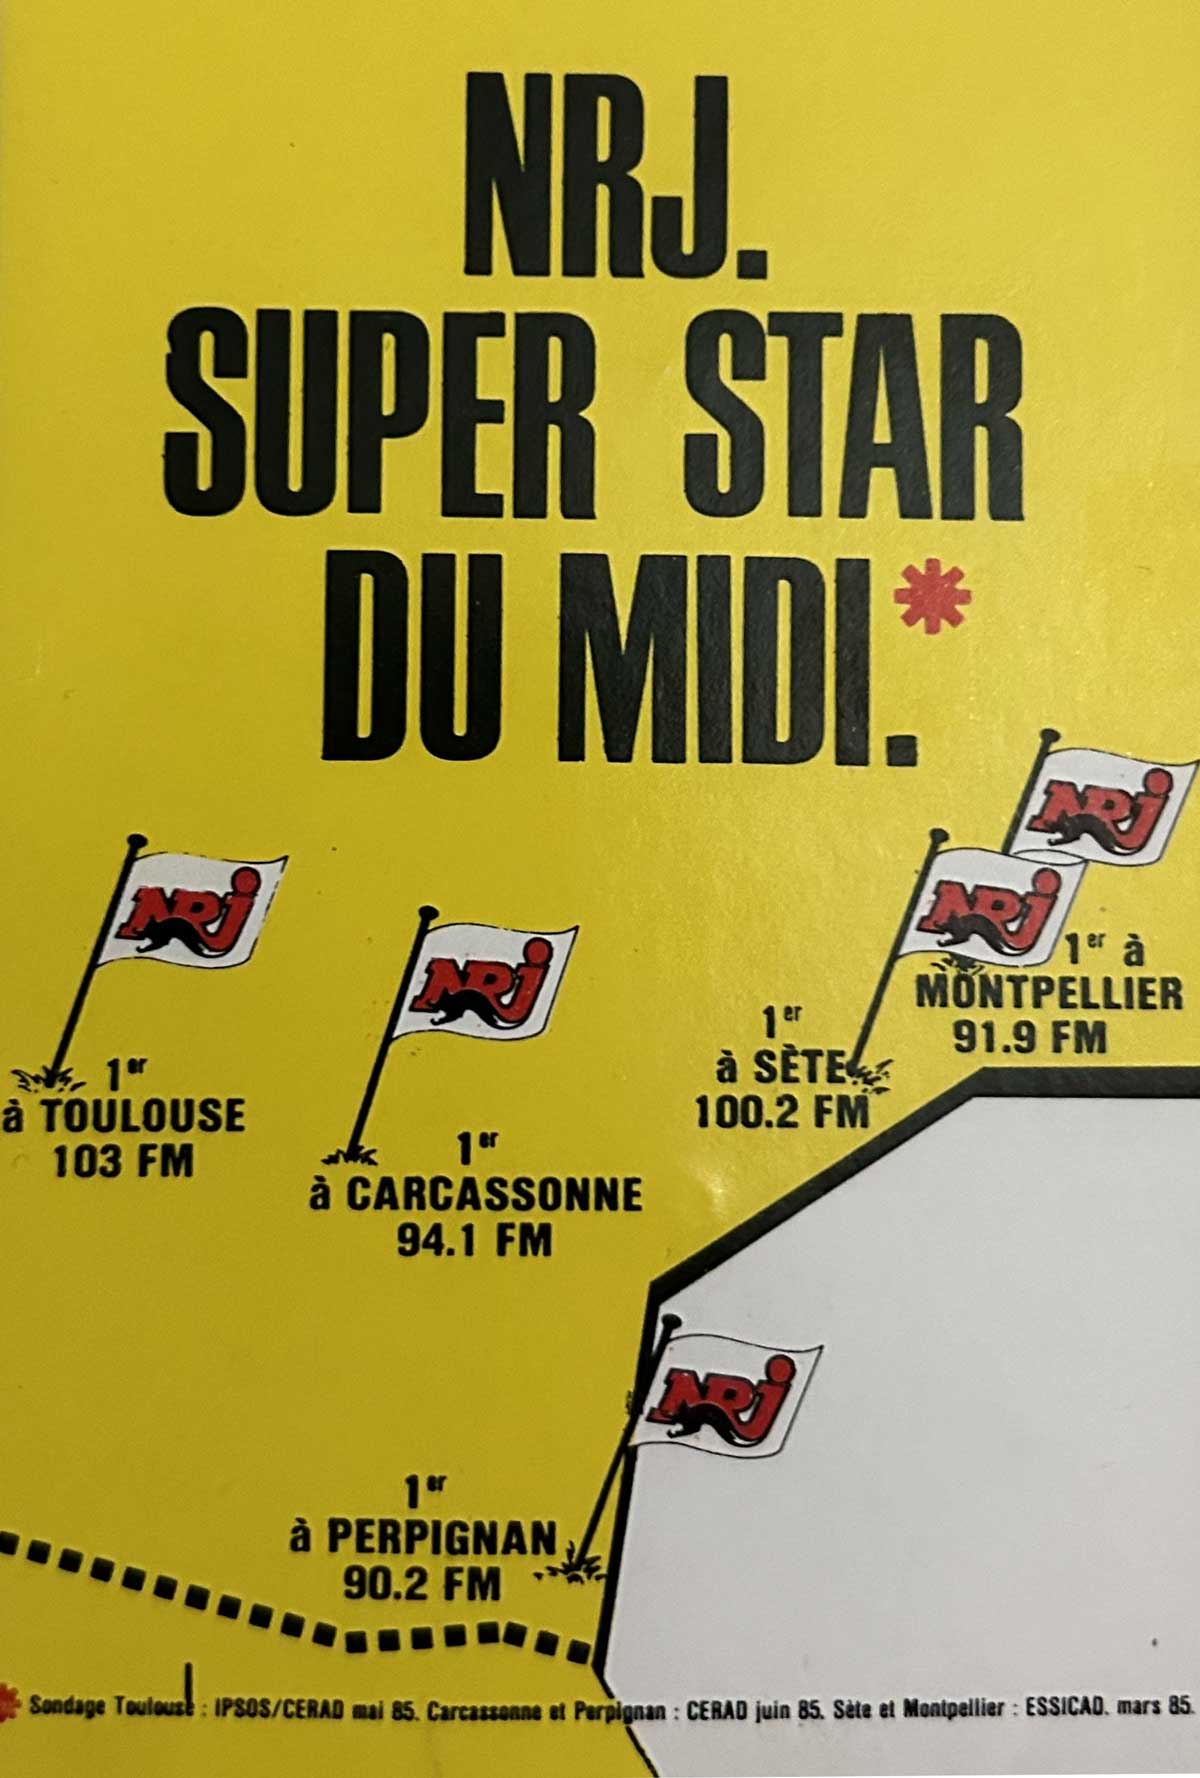 NRJ.
SUPER STAR
DU MIDI.*
NRJ
NRJ
NRJ
NRJ
1er
à TOULOUSE
103 FM
1er
à CARCASSONNE
94.1 FM
1er
à SÈTE
100.2 FM
1er à
MONTPELLIER
91.9 FM
NRJ
1er
à PERPIGNAN
90.2 FM
* Sondage Toulouse : IPSOS/CERAD mai 85. Carcassonne et Perpignan : CERAD juin 85. Sète et Montpellier : ESSICAD. mars 85.